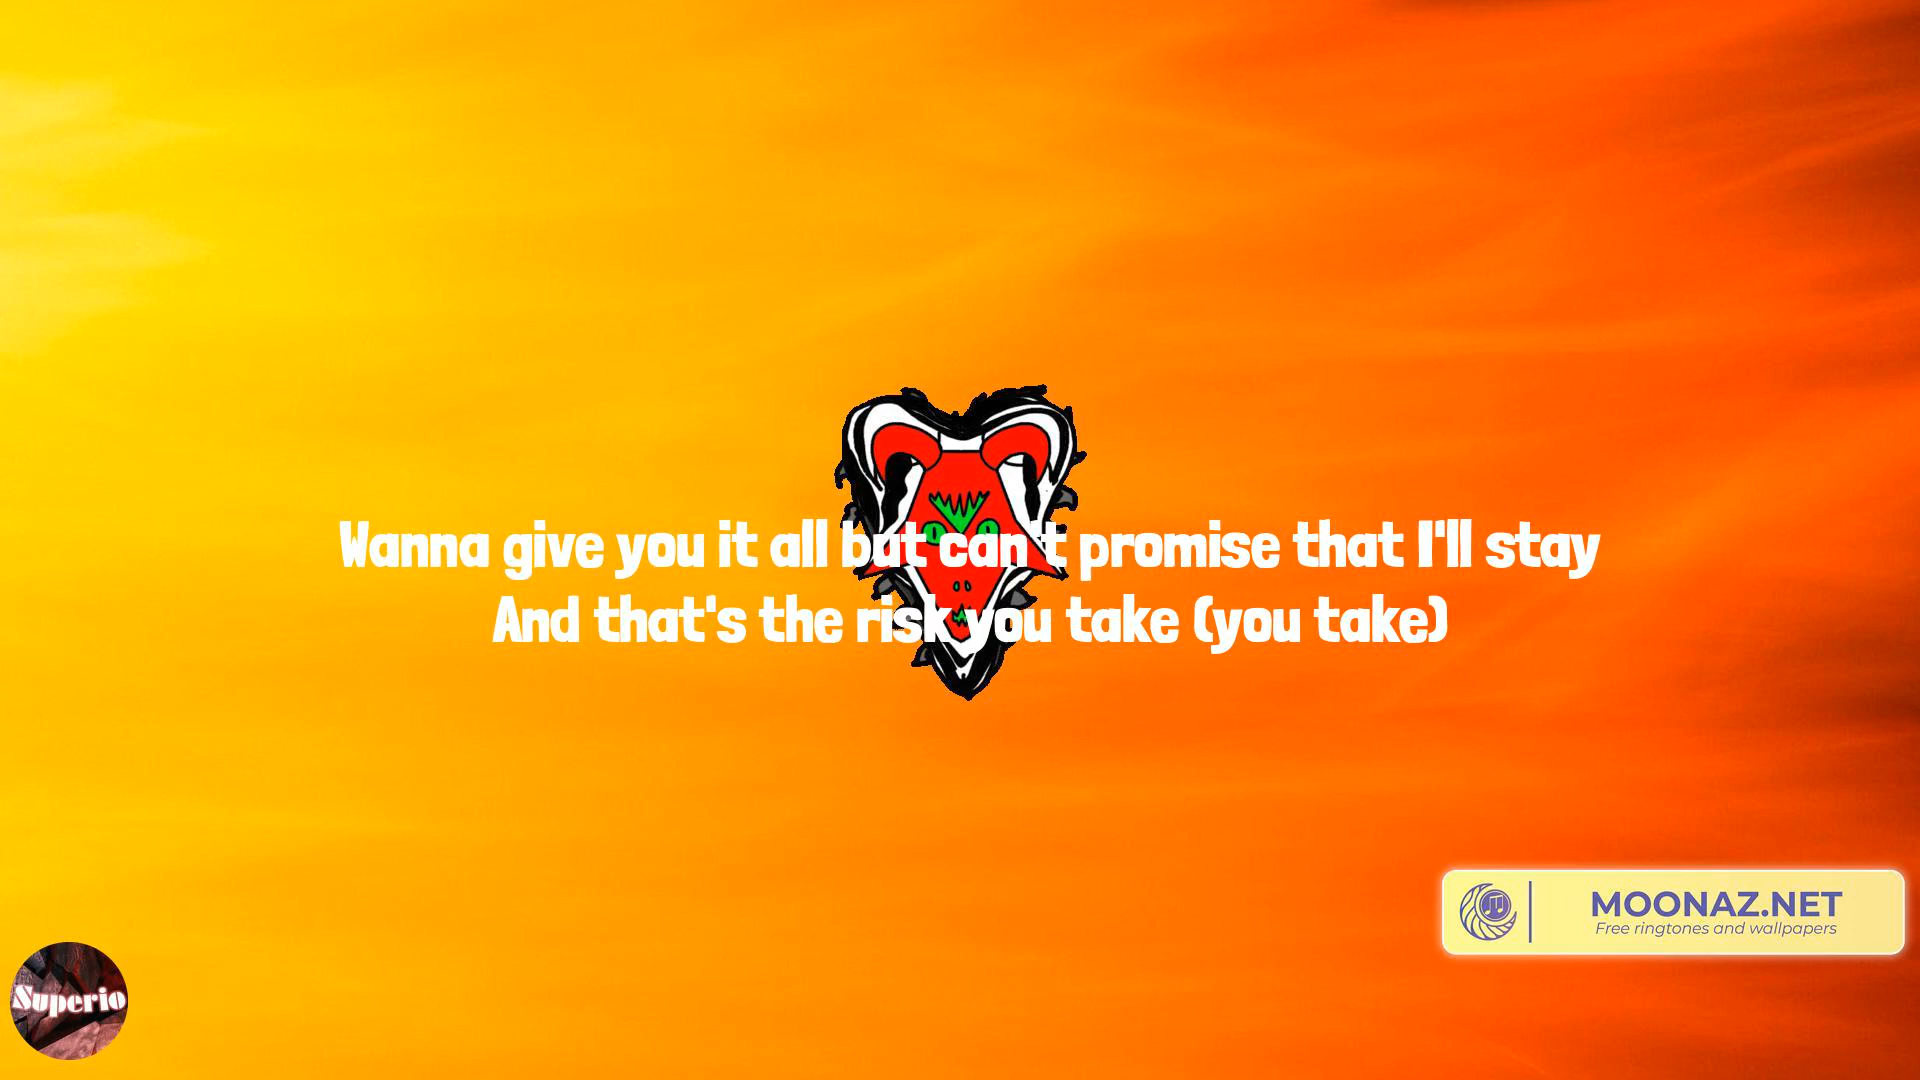 Wanna give you it all but can't promise that I'll stay
And that's the risk you take (you take)
MOONAZ.NET
Free ringtones and wallpapers
Superio